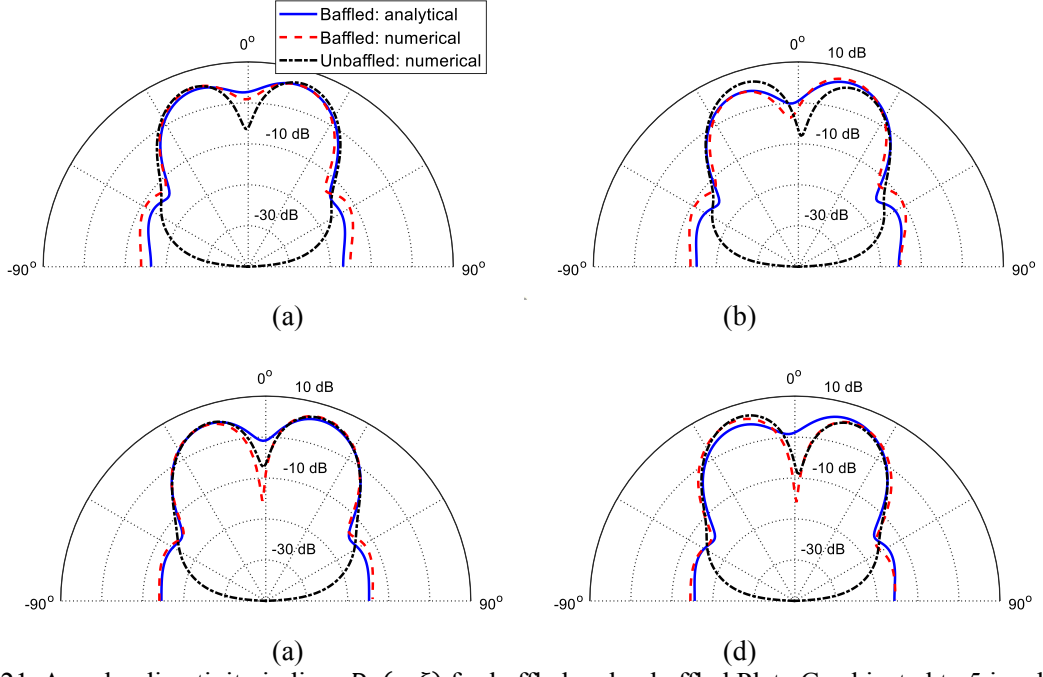 Baffled: analytical
Baffled: numerical
Unbaffled: numerical
0°
-10 dB
-30 dB
-90°
90°
(a)
0°
10 dB
-10 dB
-30 dB
-90°
90°
(b)
0°
10 dB
-10 dB
-30 dB
-90°
90°
(a)
0°
10 dB
-10 dB
-30 dB
-90°
90°
(d)